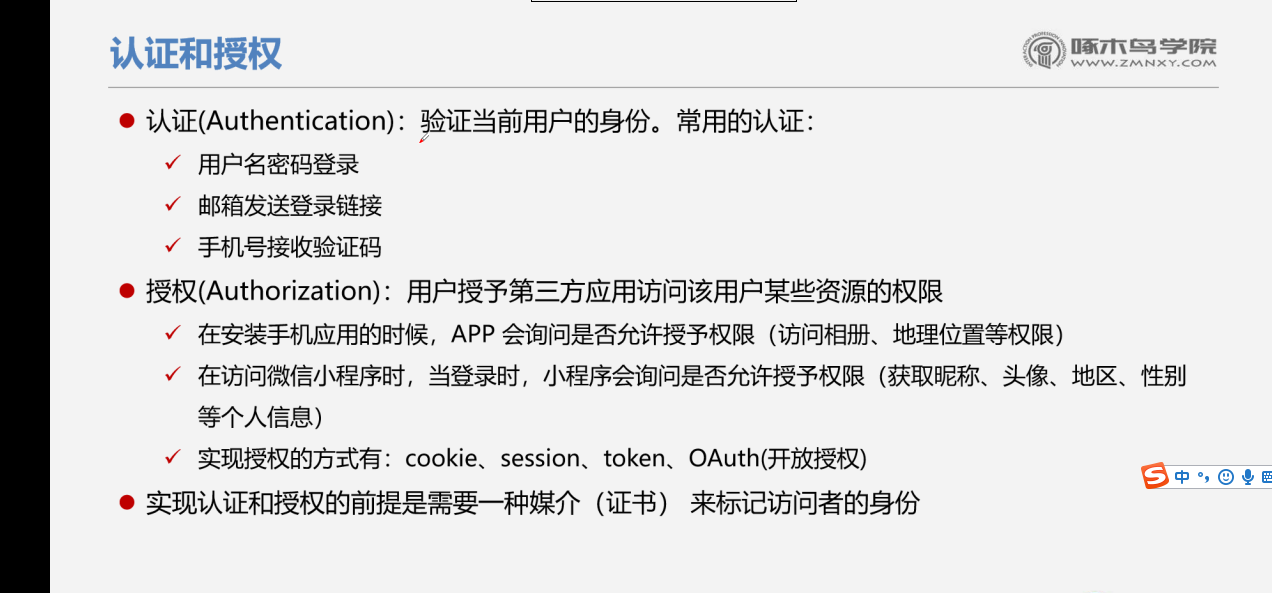 认证和授权
啄木鸟学院
WWW.ZMNXY.COM
认证(Authentication)：验证当前用户的身份。常用的认证：
用户名密码登录
邮箱发送登录链接
手机号接收验证码
授权(Authorization)：用户授予第三方应用访问该用户某些资源的权限
在安装手机应用的时候，APP 会询问是否允许授予权限（访问相册、地理位置等权限）
在访问微信小程序时，当登录时，小程序会询问是否允许授予权限（获取昵称、头像、地区、性别
等个人信息）
实现授权的方式有：cookie、session、token、OAuth(开放授权)
实现认证和授权的前提是需要一种媒介（证书） 来标记访问者的身份
中